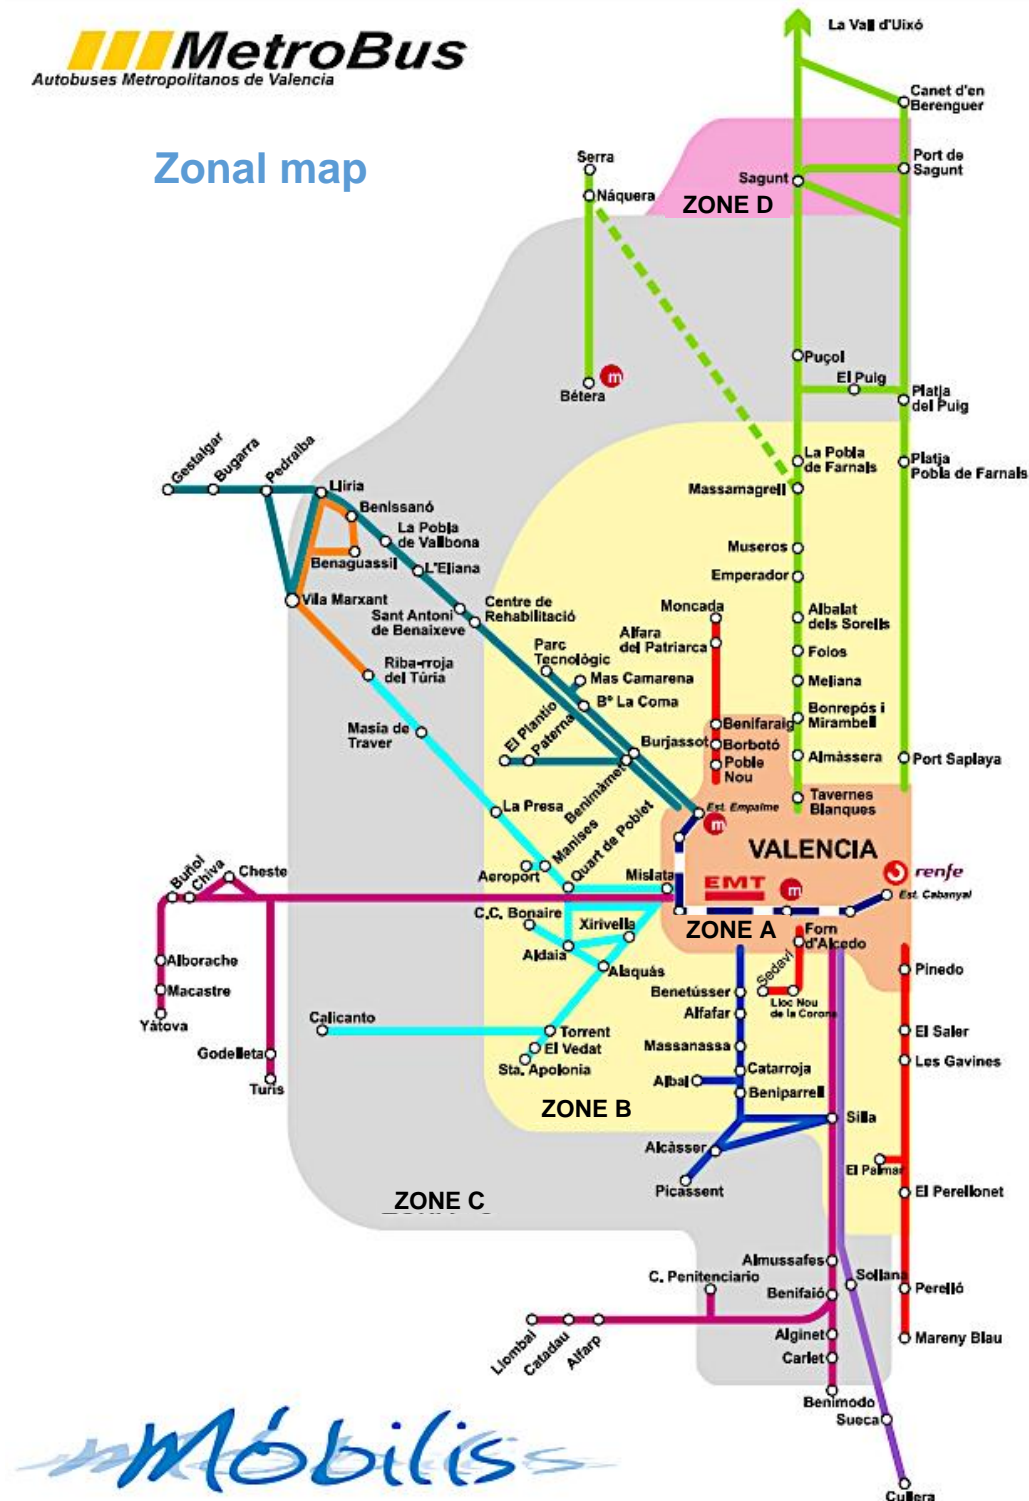 MetroBus
Autobuses Metropolitanos de Valencia
Zonal map
La Vall d'Uixó
Canet d'en
Berenguer
Port de
Sagunt
Serra
Náquera
Sagunt
ZONE D
Puçol
El Puig
Platja
del Puig
Bétera
m
La Pobla
de Farnals
Platja
Pobla de Farnals
Massamagrell
Gestalgar
Bugarra
Pedralba
Llíria
Benissanó
La Pobla
de Vallbona
Benaguassil
L'Eliana
Vila Marxant
Sant Antoni
de Benaixeve
Centre de
Rehabilitació
Museros
Emperador
Moncada
Albalat
dels Sorells
Alfara
del Patriarca
Foios
Parc
Tecnológic
Mas Camarena
Meliana
Riba-rroja
del Túria
Bº La Coma
Bonrepós i
Mirambell
Masia de
Traver
El Plantio
Paterna
Benifaraig
Burjassot
Borbotó
Poble
Nou
Almàssera
Port Saplaya
Benimàmet
Tavernes
Blanques
La Presa
Est. Empalme
m
Manises
Quart de Poblet
VALENCIA
Aeroport
Mislata
EMT
m
renfe
Est. Cabanyal
Buñol
Chiva
Cheste
C.C. Bonaire
Xirivella
ZONE A
Forn
d'Alcedo
Aldaia
Alaquás
Sedaví
Alborache
Pinedo
Macastre
Benetússer
Lloc Nou
de la Corona
Yátova
Alfafar
Calicanto
Torrent
El Saler
Massanassa
El Vedat
Godelleta
Les Gavines
Sta. Apolonia
Catarroja
Albal
Turís
Beniparrell
ZONE B
Silla
Alcàsser
El Palmar
Picassent
El Perellonet
ZONE C
Almussafes
C. Penitenciario
Sollana
Benifaió
Perelló
Llombai
Catadau
Alfarp
Alginet
Mareny Blau
Carlet
Benimodo
Sueca
Móbilis
Cullera